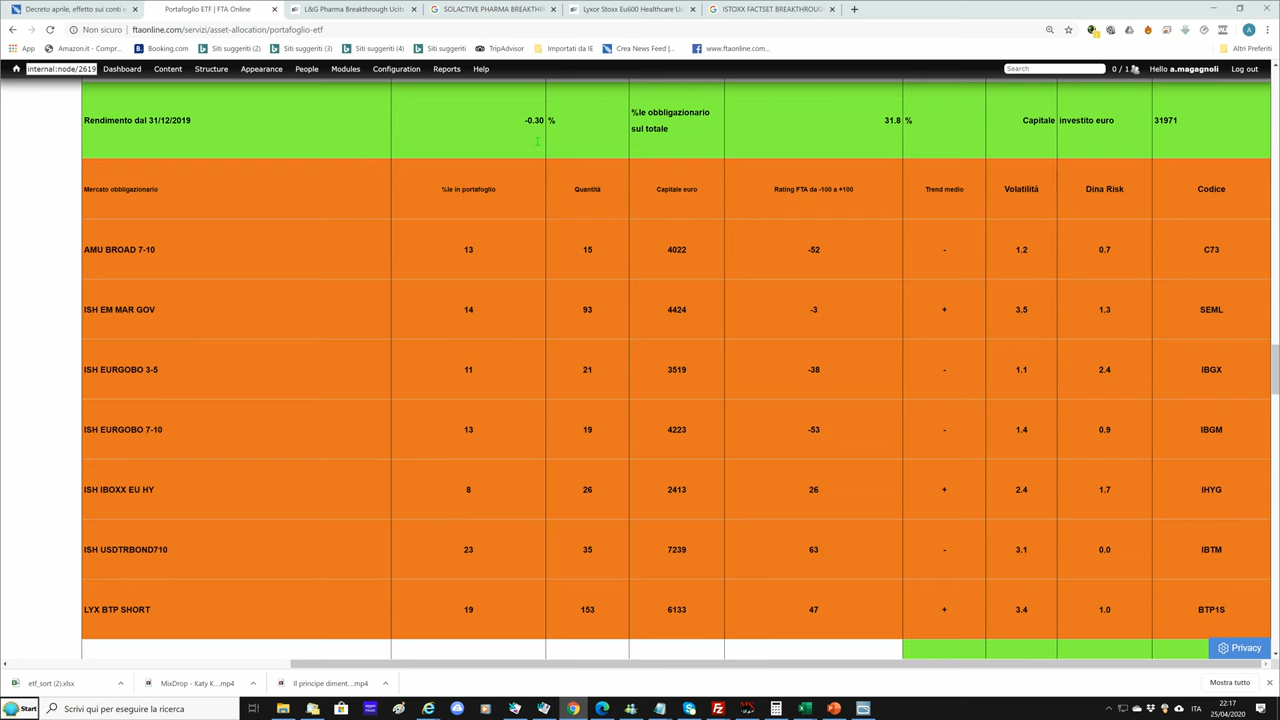 Decreto aprile, effetto sui conti e
Portafoglio ETF | FTA Online
L&G Pharma Breakthrough Ucits
SOLACTIVE PHARMA BREAKTHR
Lyxor Stoxx Eu600 Healthcare Uc
ISTOXX FACTSET BREAKTHROUG
Non sicuro | ftaonline.com/servizi/asset-allocation/portafoglio-etf
App Amazon.it - Compr... Booking.com Siti suggeriti (2) Siti suggeriti (3) Siti suggeriti (4) Siti suggeriti TripAdvisor Importati da IE Crea News Feed |... www.ftaonline.com Altri Preferiti
internal:node/2619 Dashboard Content Structure Appearance People Modules Configuration Reports Help Search 0 / 1 Hello a.magagnoli Log out
Rendimento dal 31/12/2019 -0.30 % %le obbligazionario sul totale 31.8 % Capitale investito euro 31971
Mercato obbligazionario %le in portafoglio Quantità Capitale euro Rating FTA da -100 a +100 Trend medio Volatilità Dina Risk Codice
AMU BROAD 7-10 13 15 4022 -52 - 1.2 0.7 C73
ISH EM MAR GOV 14 93 4424 -3 + 3.5 1.3 SEML
ISH EURGOBO 3-5 11 21 3519 -38 - 1.1 2.4 IBGX
ISH EURGOBO 7-10 13 19 4223 -53 - 1.4 0.9 IBGM
ISH IBOXX EU HY 8 26 2413 26 + 2.4 1.7 IHYG
ISH USDTRBOND710 23 35 7239 63 - 3.1 0.0 IBTM
LYX BTP SHORT 19 153 6133 47 + 3.4 1.0 BTP1S
Privacy
etf_sort (2).xlsx MixDrop - Katy K....mp4 Il principe diment....mp4 Mostra tutto
Start Scrivi qui per eseguire la ricerca ITA 22:17
25/04/2020